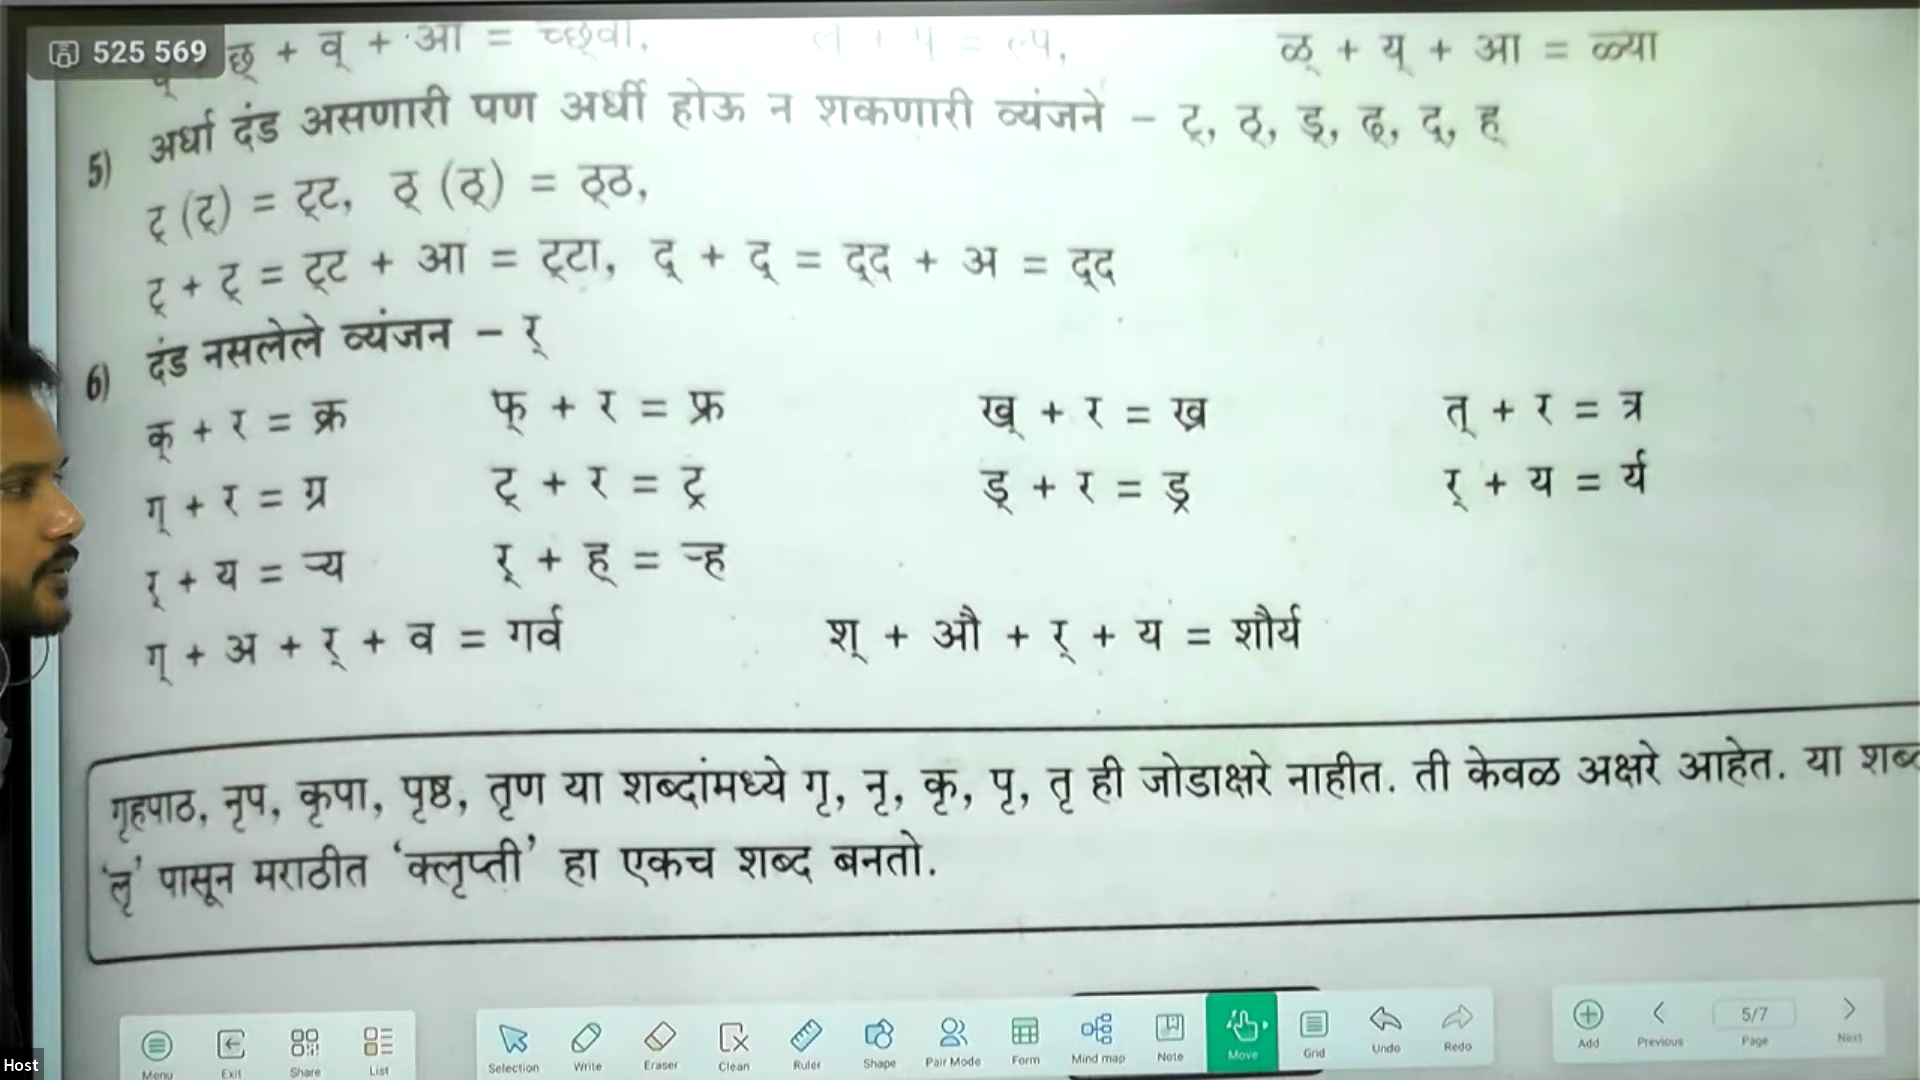 525 569
छ् + व् + आ = च्छ्वा, ल + प = ल्प, ळ् + य् + आ = ळ्या
5) अर्धा दंड असणारी पण अर्धी होऊ न शकणारी व्यंजने - ट्, ठ्, ड्, ढ्, द्, ह्
ट् (ट्) = ट्ट, ठ् (ठ्) = ठ्ठ,
ट् + ट् = ट्ट + आ = ट्टा, द् + द् = द्द + अ = द्द
6) दंड नसलेले व्यंजन - र्
क् + र = क्र फ् + र = फ्र ख् + र = ख्र त् + र = त्र
ग् + र = ग्र ट् + र = ट्र ड् + र = ड्र र् + य = र्य
र् + य = ऱ्य र् + ह् = ऱ्ह
ग् + अ + र् + व = गर्व श् + औ + र् + य = शौर्य
गृहपाठ, नृप, कृपा, पृष्ठ, तृण या शब्दांमध्ये गृ, नृ, कृ, पृ, तृ ही जोडाक्षरे नाहीत. ती केवळ अक्षरे आहेत. या
'लृ' पासून मराठीत 'क्लृप्ती' हा एकच शब्द बनतो.
Menu Exit Share List Selection Write Eraser Clean Ruler Shape Pair Mode Form Mind map Note Move Grid Undo Redo Add Previous 5/7 Page Next
Host